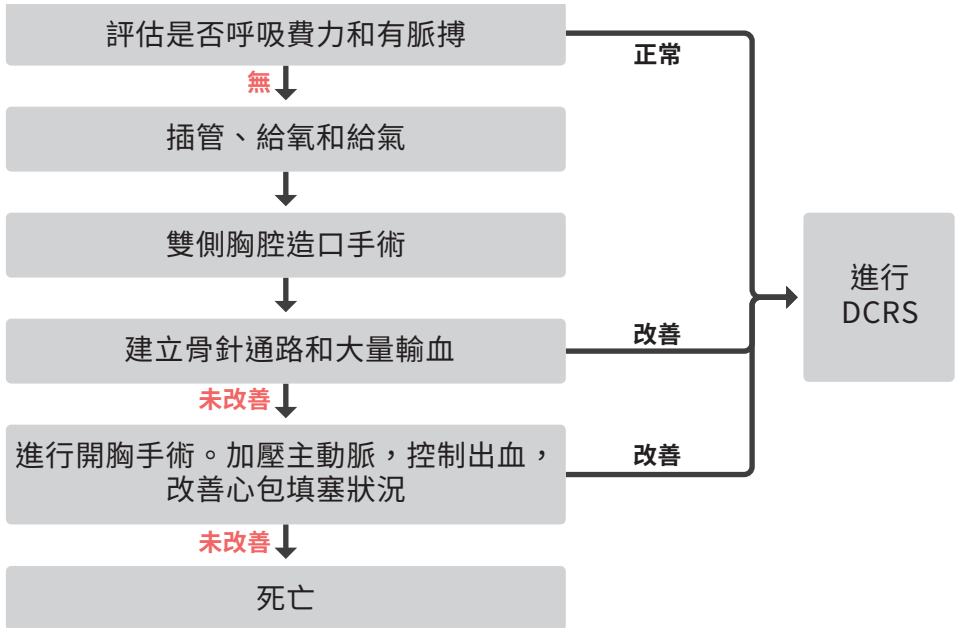 評估是否呼吸費力和有脈搏
正常
無
插管、給氧和給氣
雙側胸腔造口手術
進行
DCRS
建立骨針通路和大量輸血
改善
未改善
進行開胸手術。加壓主動脈，控制出血，
改善心包填塞狀況
改善
未改善
死亡